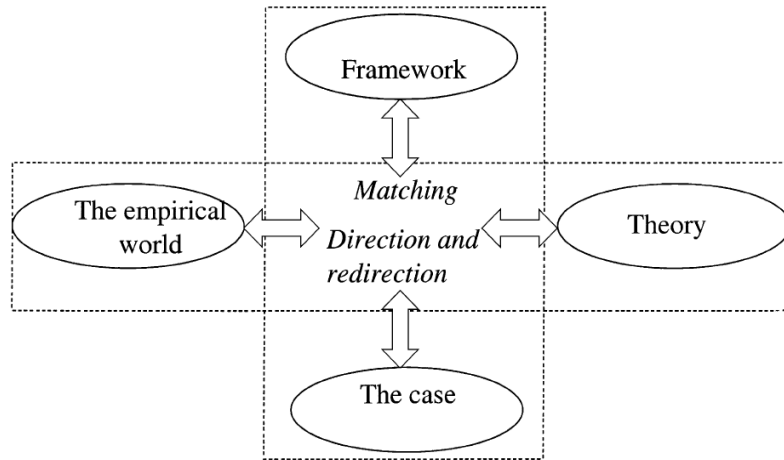 Framework
Matching
The empirical
world
Direction and
redirection
Theory
The case